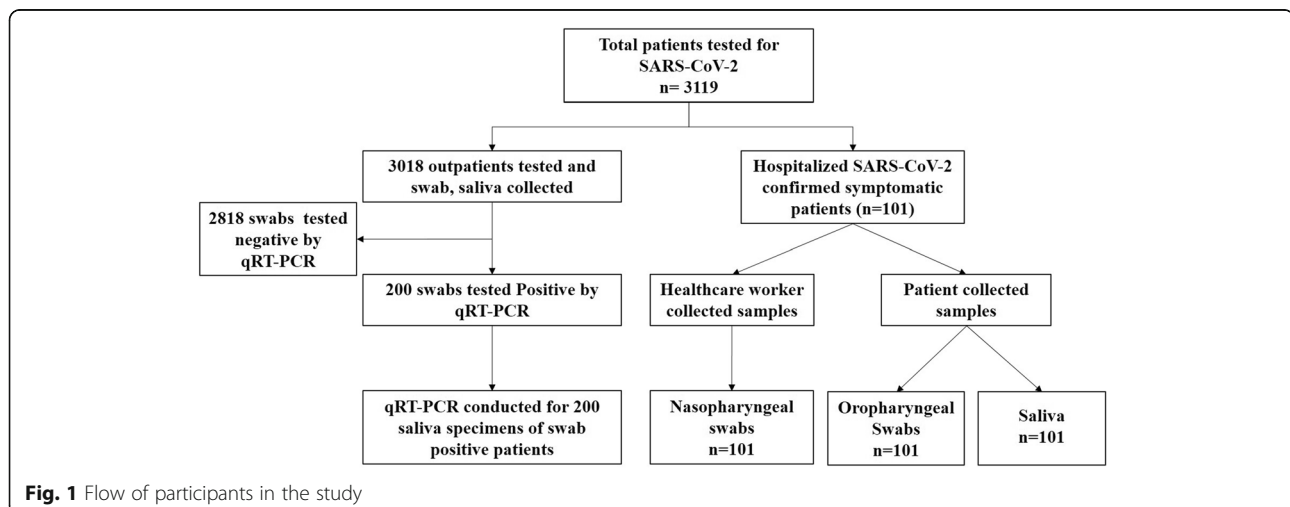 Total patients tested for
SARS-CoV-2
n= 3119
3018 outpatients tested and
swab, saliva collected
Hospitalized SARS-CoV-2
confirmed symptomatic
patients (n=101)
2818 swabs tested
negative by
qRT-PCR
200 swabs tested Positive by
qRT-PCR
Healthcare worker
collected samples
Patient collected
samples
qRT-PCR conducted for 200
saliva specimens of swab
positive patients
Nasopharyngeal
swabs
n=101
Oropharyngeal
Swabs
n=101
Saliva
n=101
Fig. 1 Flow of participants in the study